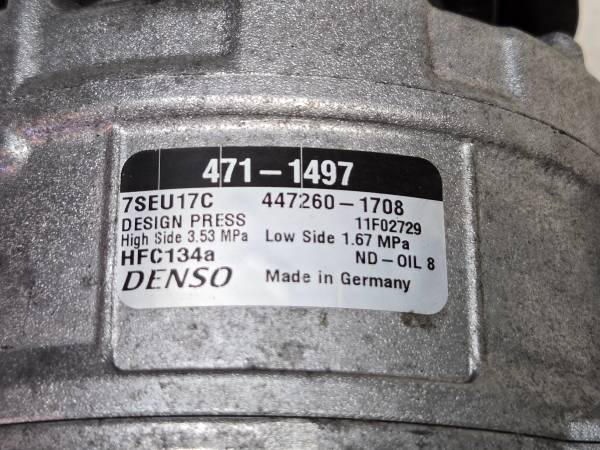 471-1497
7SEU17C 447260-1708
DESIGN PRESS 11F02729
High Side 3.53 MPa Low Side 1.67 MPa
HFC134a ND-OIL 8
DENSO Made in Germany